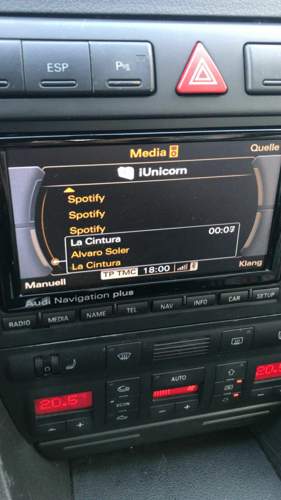 ESP
P
Media
Quelle
iUnicorn
Spotify
Spotify
Spotify
La Cintura 00:07
Alvaro Soler
La Cintura
Manuell
TP TMC 18:00
Klang
Audi Navigation plus
RADIO MEDIA NAME TEL NAV INFO CAR SETUP
AUTO
20.5
20.5
ECON